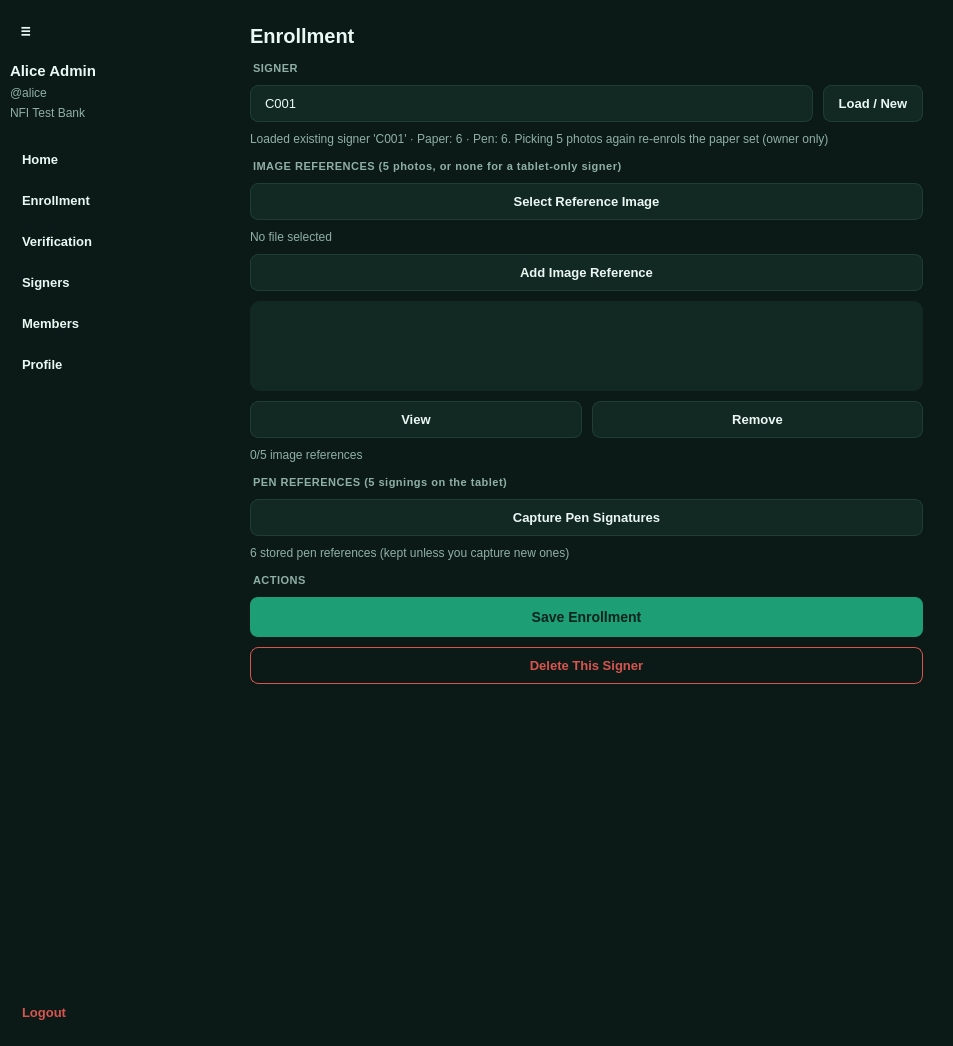 Enrollment
Alice Admin
@alice
NFI Test Bank
Home
Enrollment
Verification
Signers
Members
Profile
Logout
SIGNER
C001
Load / New
Loaded existing signer 'C001' · Paper: 6 · Pen: 6. Picking 5 photos again re-enrols the paper set (owner only)
IMAGE REFERENCES (5 photos, or none for a tablet-only signer)
Select Reference Image
No file selected
Add Image Reference
View
Remove
0/5 image references
PEN REFERENCES (5 signings on the tablet)
Capture Pen Signatures
6 stored pen references (kept unless you capture new ones)
ACTIONS
Save Enrollment
Delete This Signer